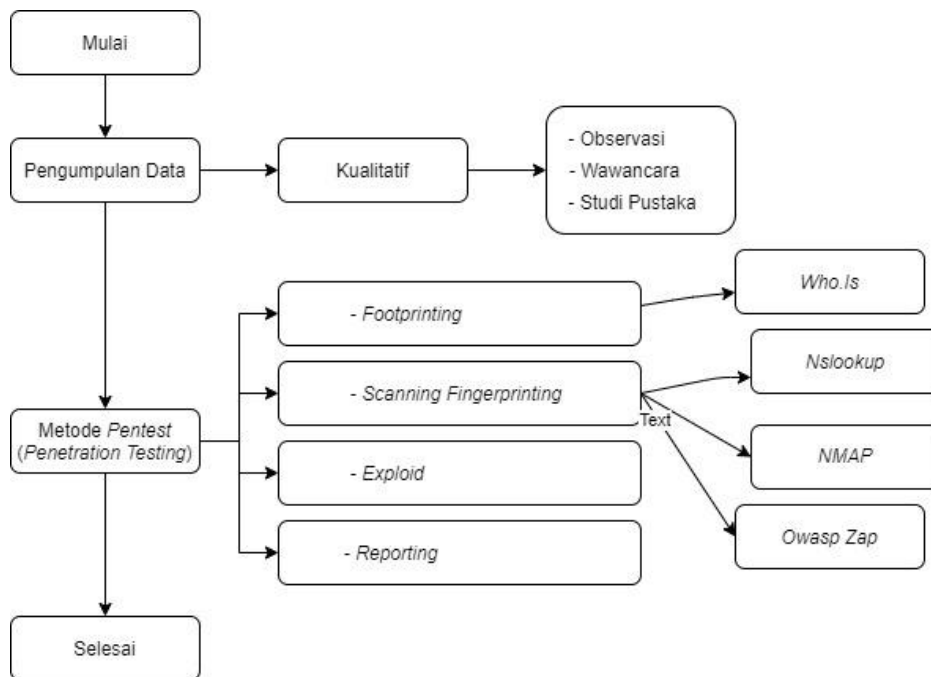 Mulai
Pengumpulan Data
Kualitatif
- Observasi
- Wawancara
- Studi Pustaka
Who.Is
- Footprinting
Nslookup
- Scanning Fingerprinting
Text
Metode Pentest
(Penetration Testing)
NMAP
- Exploid
Owasp Zap
- Reporting
Selesai